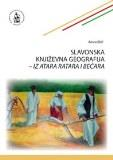 SLAVONSKA
KNJIŽEVNA GEOGRAFIJA
– IZ ATARA RATARA I BEĆARA